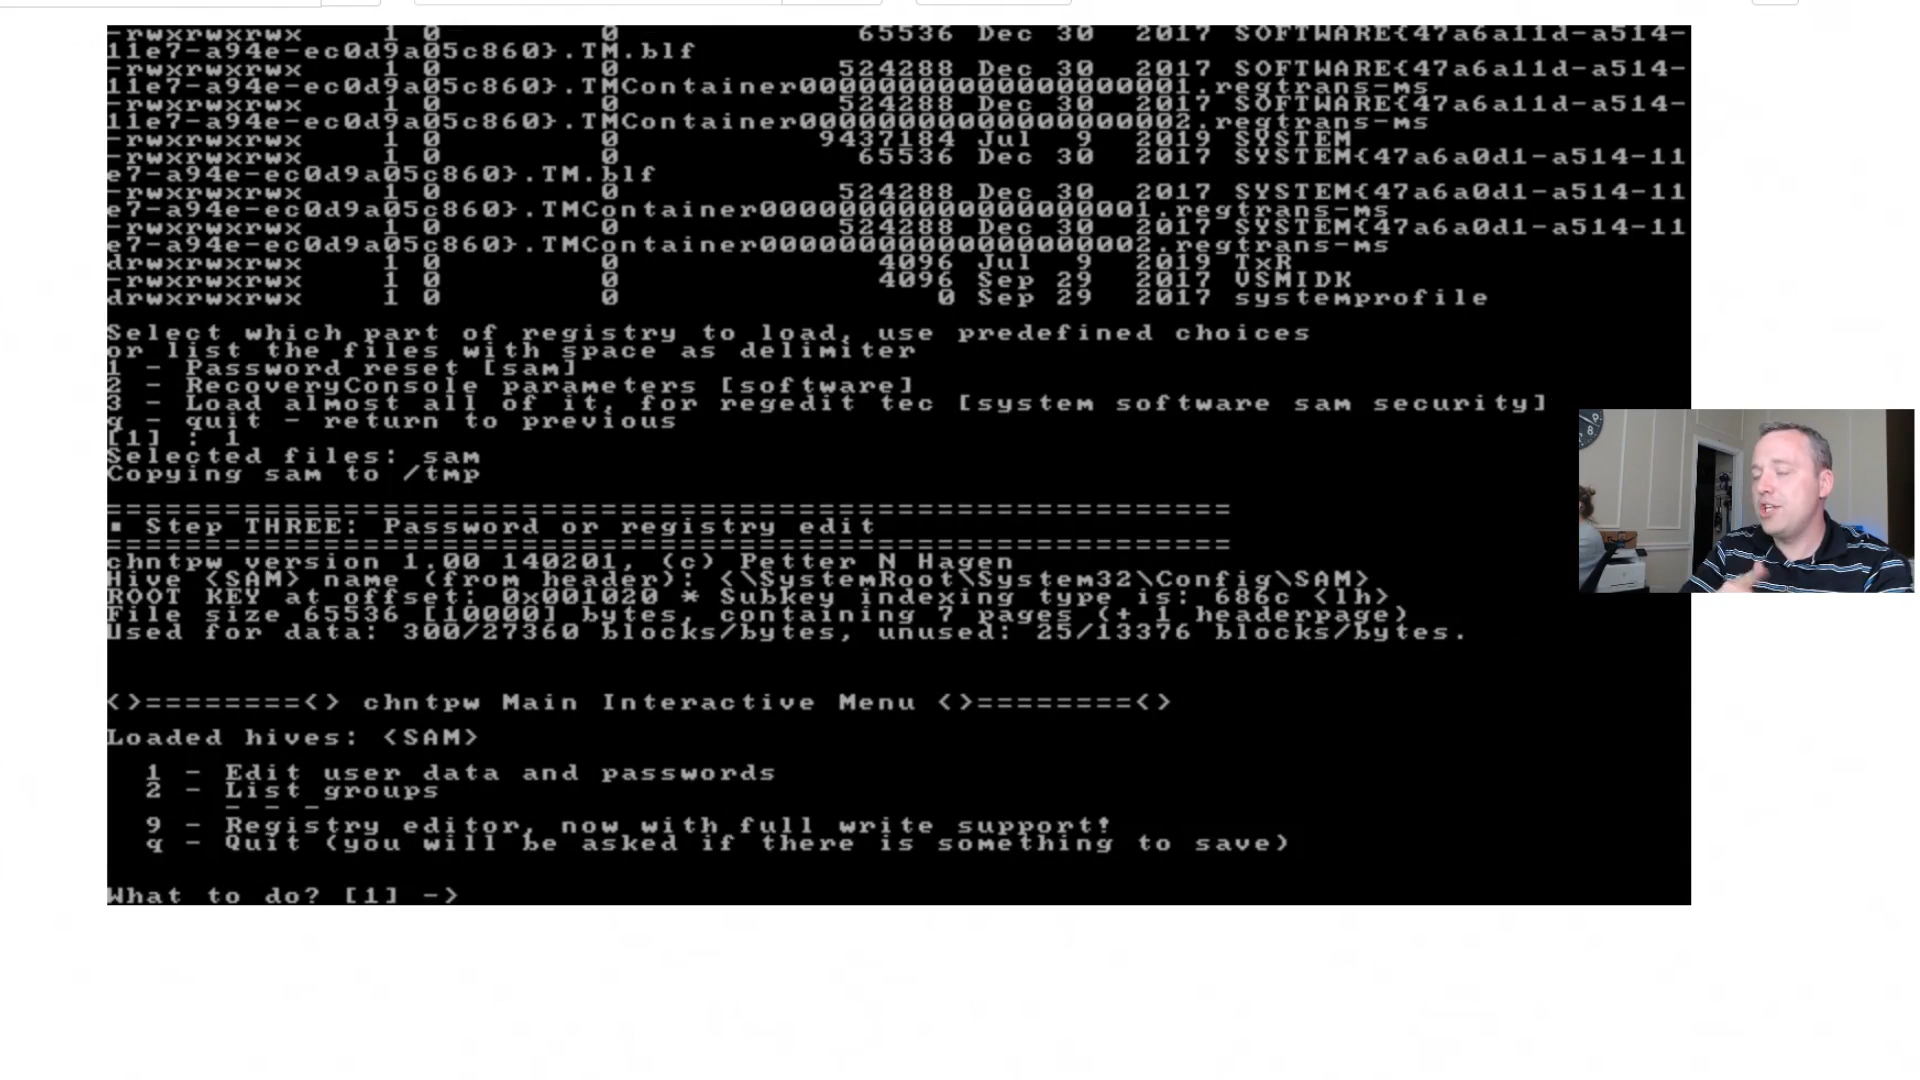 -rwxrwxrwx 1 0 0 65536 Dec 30 2017 SOFTWARE{47a6a11d-a514-
11e7-a94e-ec0d9a05c860}.TM.blf
-rwxrwxrwx 1 0 0 524288 Dec 30 2017 SOFTWARE{47a6a11d-a514-
11e7-a94e-ec0d9a05c860}.TMContainer00000000000000000001.regtrans-ms
-rwxrwxrwx 1 0 0 524288 Dec 30 2017 SOFTWARE{47a6a11d-a514-
11e7-a94e-ec0d9a05c860}.TMContainer00000000000000000002.regtrans-ms
-rwxrwxrwx 1 0 0 9437184 Jul 9 2019 SYSTEM
-rwxrwxrwx 1 0 0 65536 Dec 30 2017 SYSTEM{47a6a0d1-a514-11
e7-a94e-ec0d9a05c860}.TM.blf
-rwxrwxrwx 1 0 0 524288 Dec 30 2017 SYSTEM{47a6a0d1-a514-11
e7-a94e-ec0d9a05c860}.TMContainer00000000000000000001.regtrans-ms
-rwxrwxrwx 1 0 0 524288 Dec 30 2017 SYSTEM{47a6a0d1-a514-11
e7-a94e-ec0d9a05c860}.TMContainer00000000000000000002.regtrans-ms
drwxrwxrwx 1 0 0 4096 Jul 9 2019 TxR
-rwxrwxrwx 1 0 0 4096 Sep 29 2017 VSMIDK
drwxrwxrwx 1 0 0 0 Sep 29 2017 systemprofile
Select which part of registry to load, use predefined choices
or list the files with space as delimiter
1 - Password reset [sam]
2 - RecoveryConsole parameters [software]
3 - Load almost all of it, for regedit tec [system software sam security]
q - quit - return to previous
[1] : 1
Selected files: sam
Copying sam to /tmp
=========================================================
▪ Step THREE: Password or registry edit
=========================================================
chntpw version 1.00 140201, (c) Petter N Hagen
Hive <SAM> name (from header): <\SystemRoot\System32\Config\SAM>
ROOT KEY at offset: 0x001020 * Subkey indexing type is: 686c <lh>
File size 65536 [10000] bytes, containing 7 pages (+ 1 headerpage)
Used for data: 300/27360 blocks/bytes, unused: 25/13376 blocks/bytes.
<>========<> chntpw Main Interactive Menu <>========<>
Loaded hives: <SAM>
1 - Edit user data and passwords
2 - List groups
- - -
9 - Registry editor, now with full write support!
q - Quit (you will be asked if there is something to save)
What to do? [1] ->